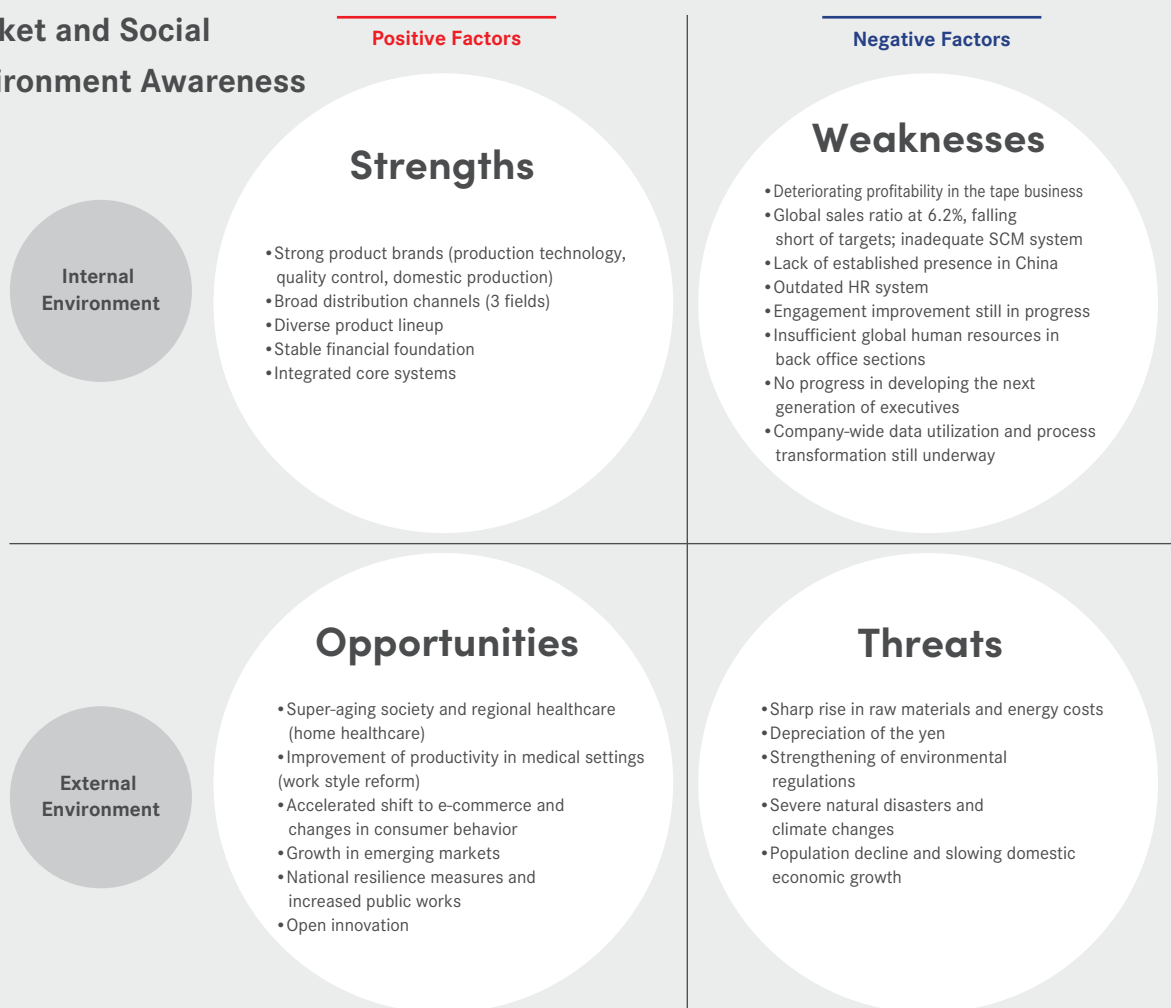 ket and Social
ironment Awareness
Positive Factors
Negative Factors
Internal
Environment
Strengths
•Strong product brands (production technology,
quality control, domestic production)
•Broad distribution channels (3 fields)
•Diverse product lineup
•Stable financial foundation
•Integrated core systems
Weaknesses
•Deteriorating profitability in the tape business
•Global sales ratio at 6.2%, falling
short of targets; inadequate SCM system
•Lack of established presence in China
•Outdated HR system
•Engagement improvement still in progress
•Insufficient global human resources in
back office sections
•No progress in developing the next
generation of executives
•Company-wide data utilization and process
transformation still underway
External
Environment
Opportunities
•Super-aging society and regional healthcare
(home healthcare)
•Improvement of productivity in medical settings
(work style reform)
•Accelerated shift to e-commerce and
changes in consumer behavior
•Growth in emerging markets
•National resilience measures and
increased public works
•Open innovation
Threats
•Sharp rise in raw materials and energy costs
•Depreciation of the yen
•Strengthening of environmental
regulations
•Severe natural disasters and
climate changes
•Population decline and slowing domestic
economic growth